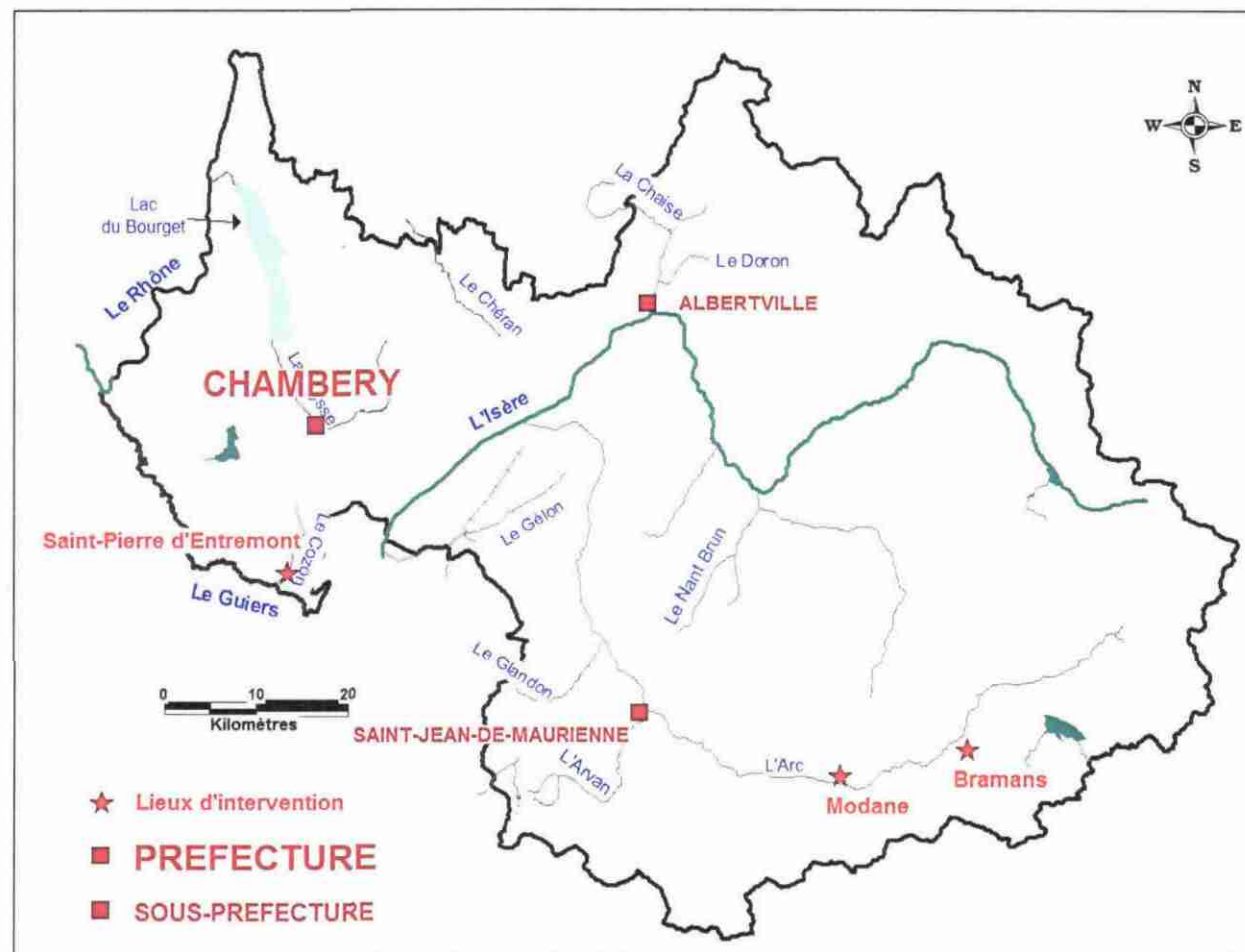 N
W
E
S
La Chaise
Lac
du Bourget
Le Doron
Le Rhône
Le Chéran
ALBERTVILLE
CHAMBERY
L'Isère
Le Gélon
Saint-Pierre d'Entremont
Le Cozon
Le Nant Brun
Le Guiers
Le Glandon
0 10 20
Kilomètres
SAINT-JEAN-DE-MAURIENNE
L'Arvan
L'Arc
Bramans
Modane
Lieux d'intervention
PREFECTURE
SOUS-PREFECTURE